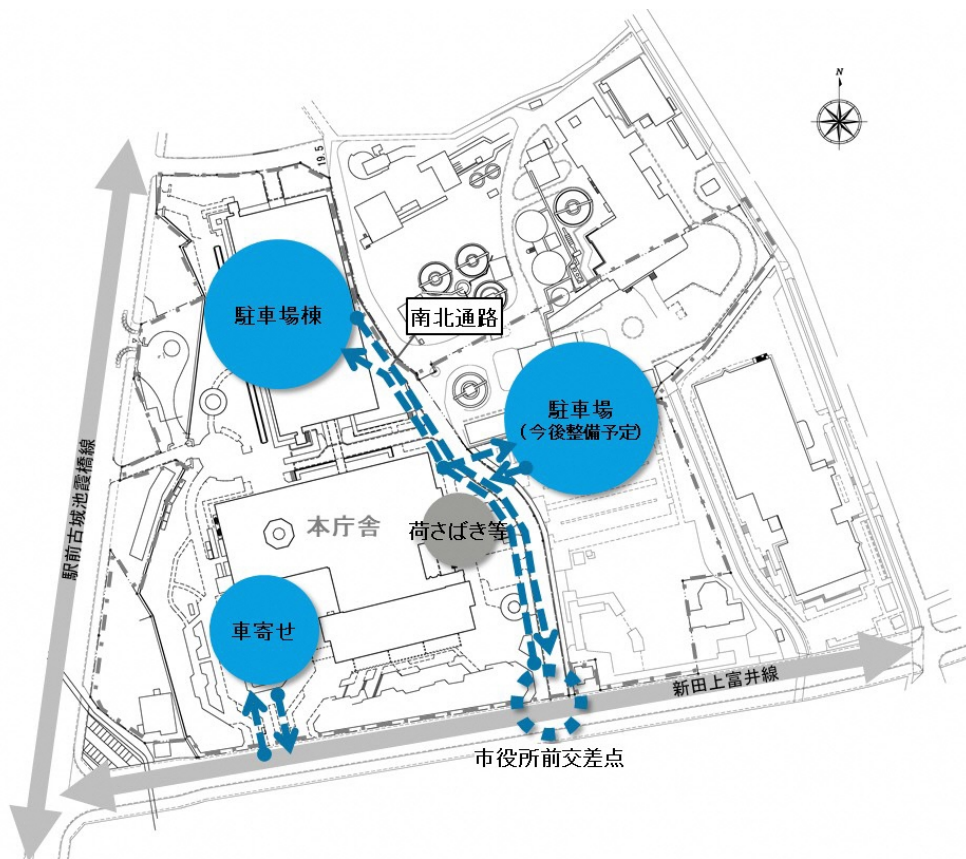 N
19.5
駐車場棟
南北通路
駐車場
(今後整備予定)
駅前古城池霞橋線
本庁舎
荷さばき等
車寄せ
新田上富井線
市役所前交差点